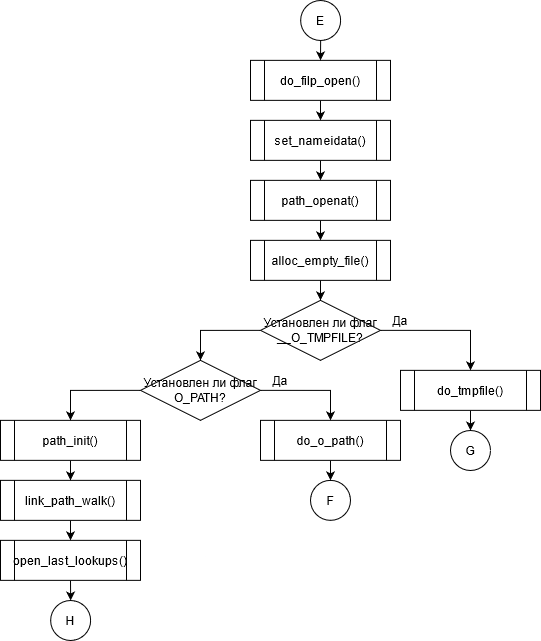 E
do_filp_open()
set_nameidata()
path_openat()
alloc_empty_file()
Установлен ли флаг
__O_TMPFILE?
Да
do_tmpfile()
G
Установлен ли флаг
O_PATH?
Да
do_o_path()
F
path_init()
link_path_walk()
open_last_lookups()
H